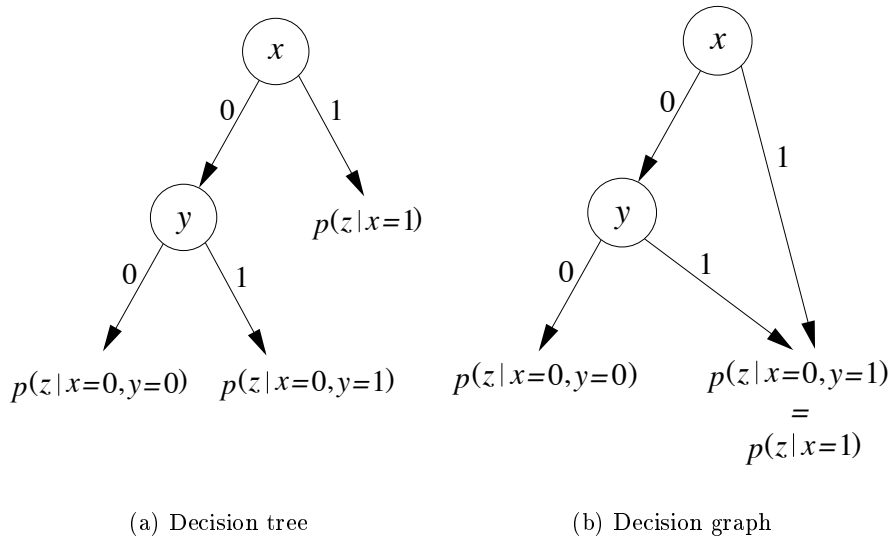 x
0
1
y
p(z|x=1)
0
1
p(z|x=0,y=0)
p(z|x=0,y=1)
(a) Decision tree
x
0
1
y
0
1
p(z|x=0,y=0)
p(z|x=0,y=1)
=
p(z|x=1)
(b) Decision graph